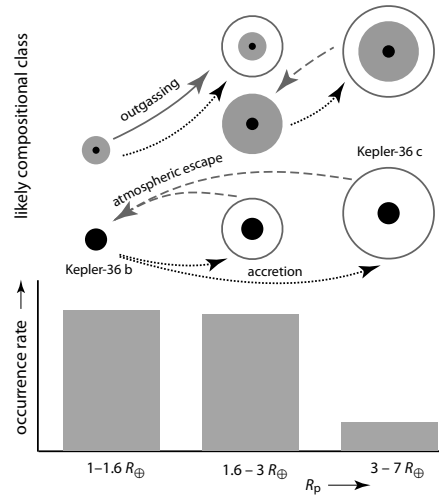 likely compositional class
outgassing
atmospheric escape
Kepler-36 c
Kepler-36 b
accretion
occurrence rate
1–1.6 R⊕
1.6 – 3 R⊕
3 – 7 R⊕
Rp